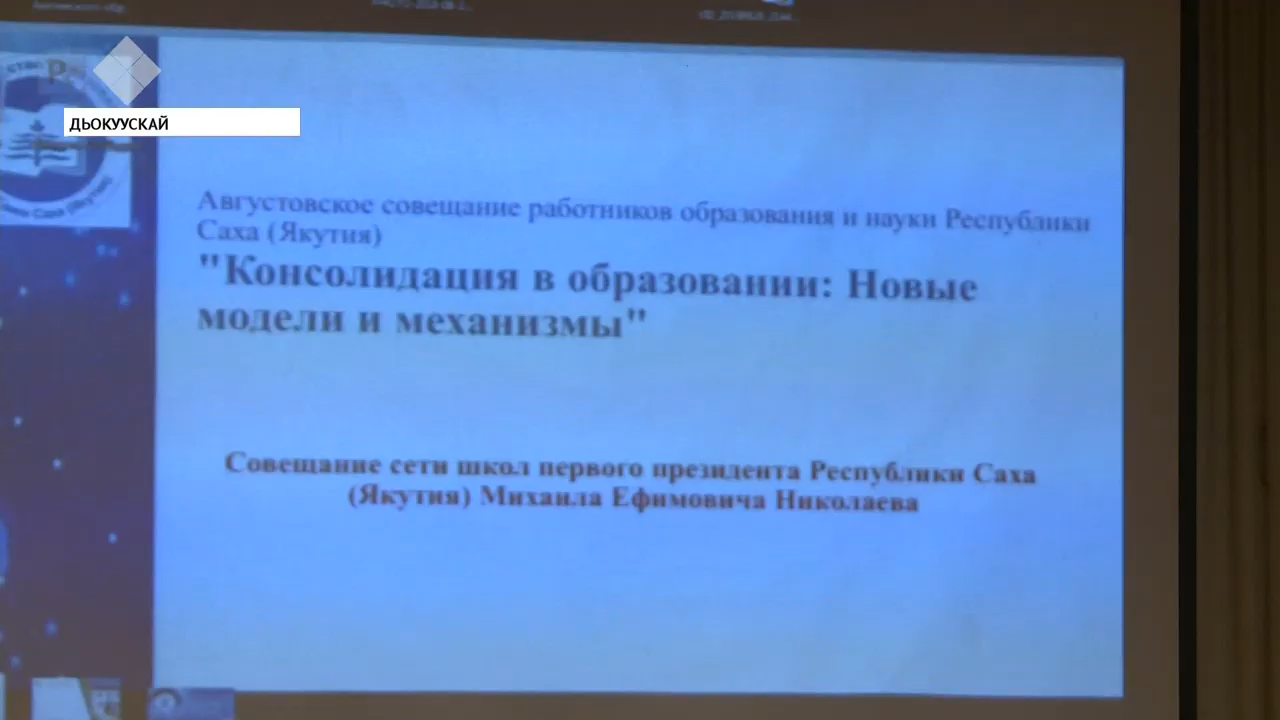 ДЬОКУУСКАЙ
Августовское совещание работников образования и науки Республики
Саха (Якутия)
"Консолидация в образовании: Новые
модели и механизмы"
Совещание сети школ первого президента Республики Саха
(Якутия) Михаила Ефимовича Николаева